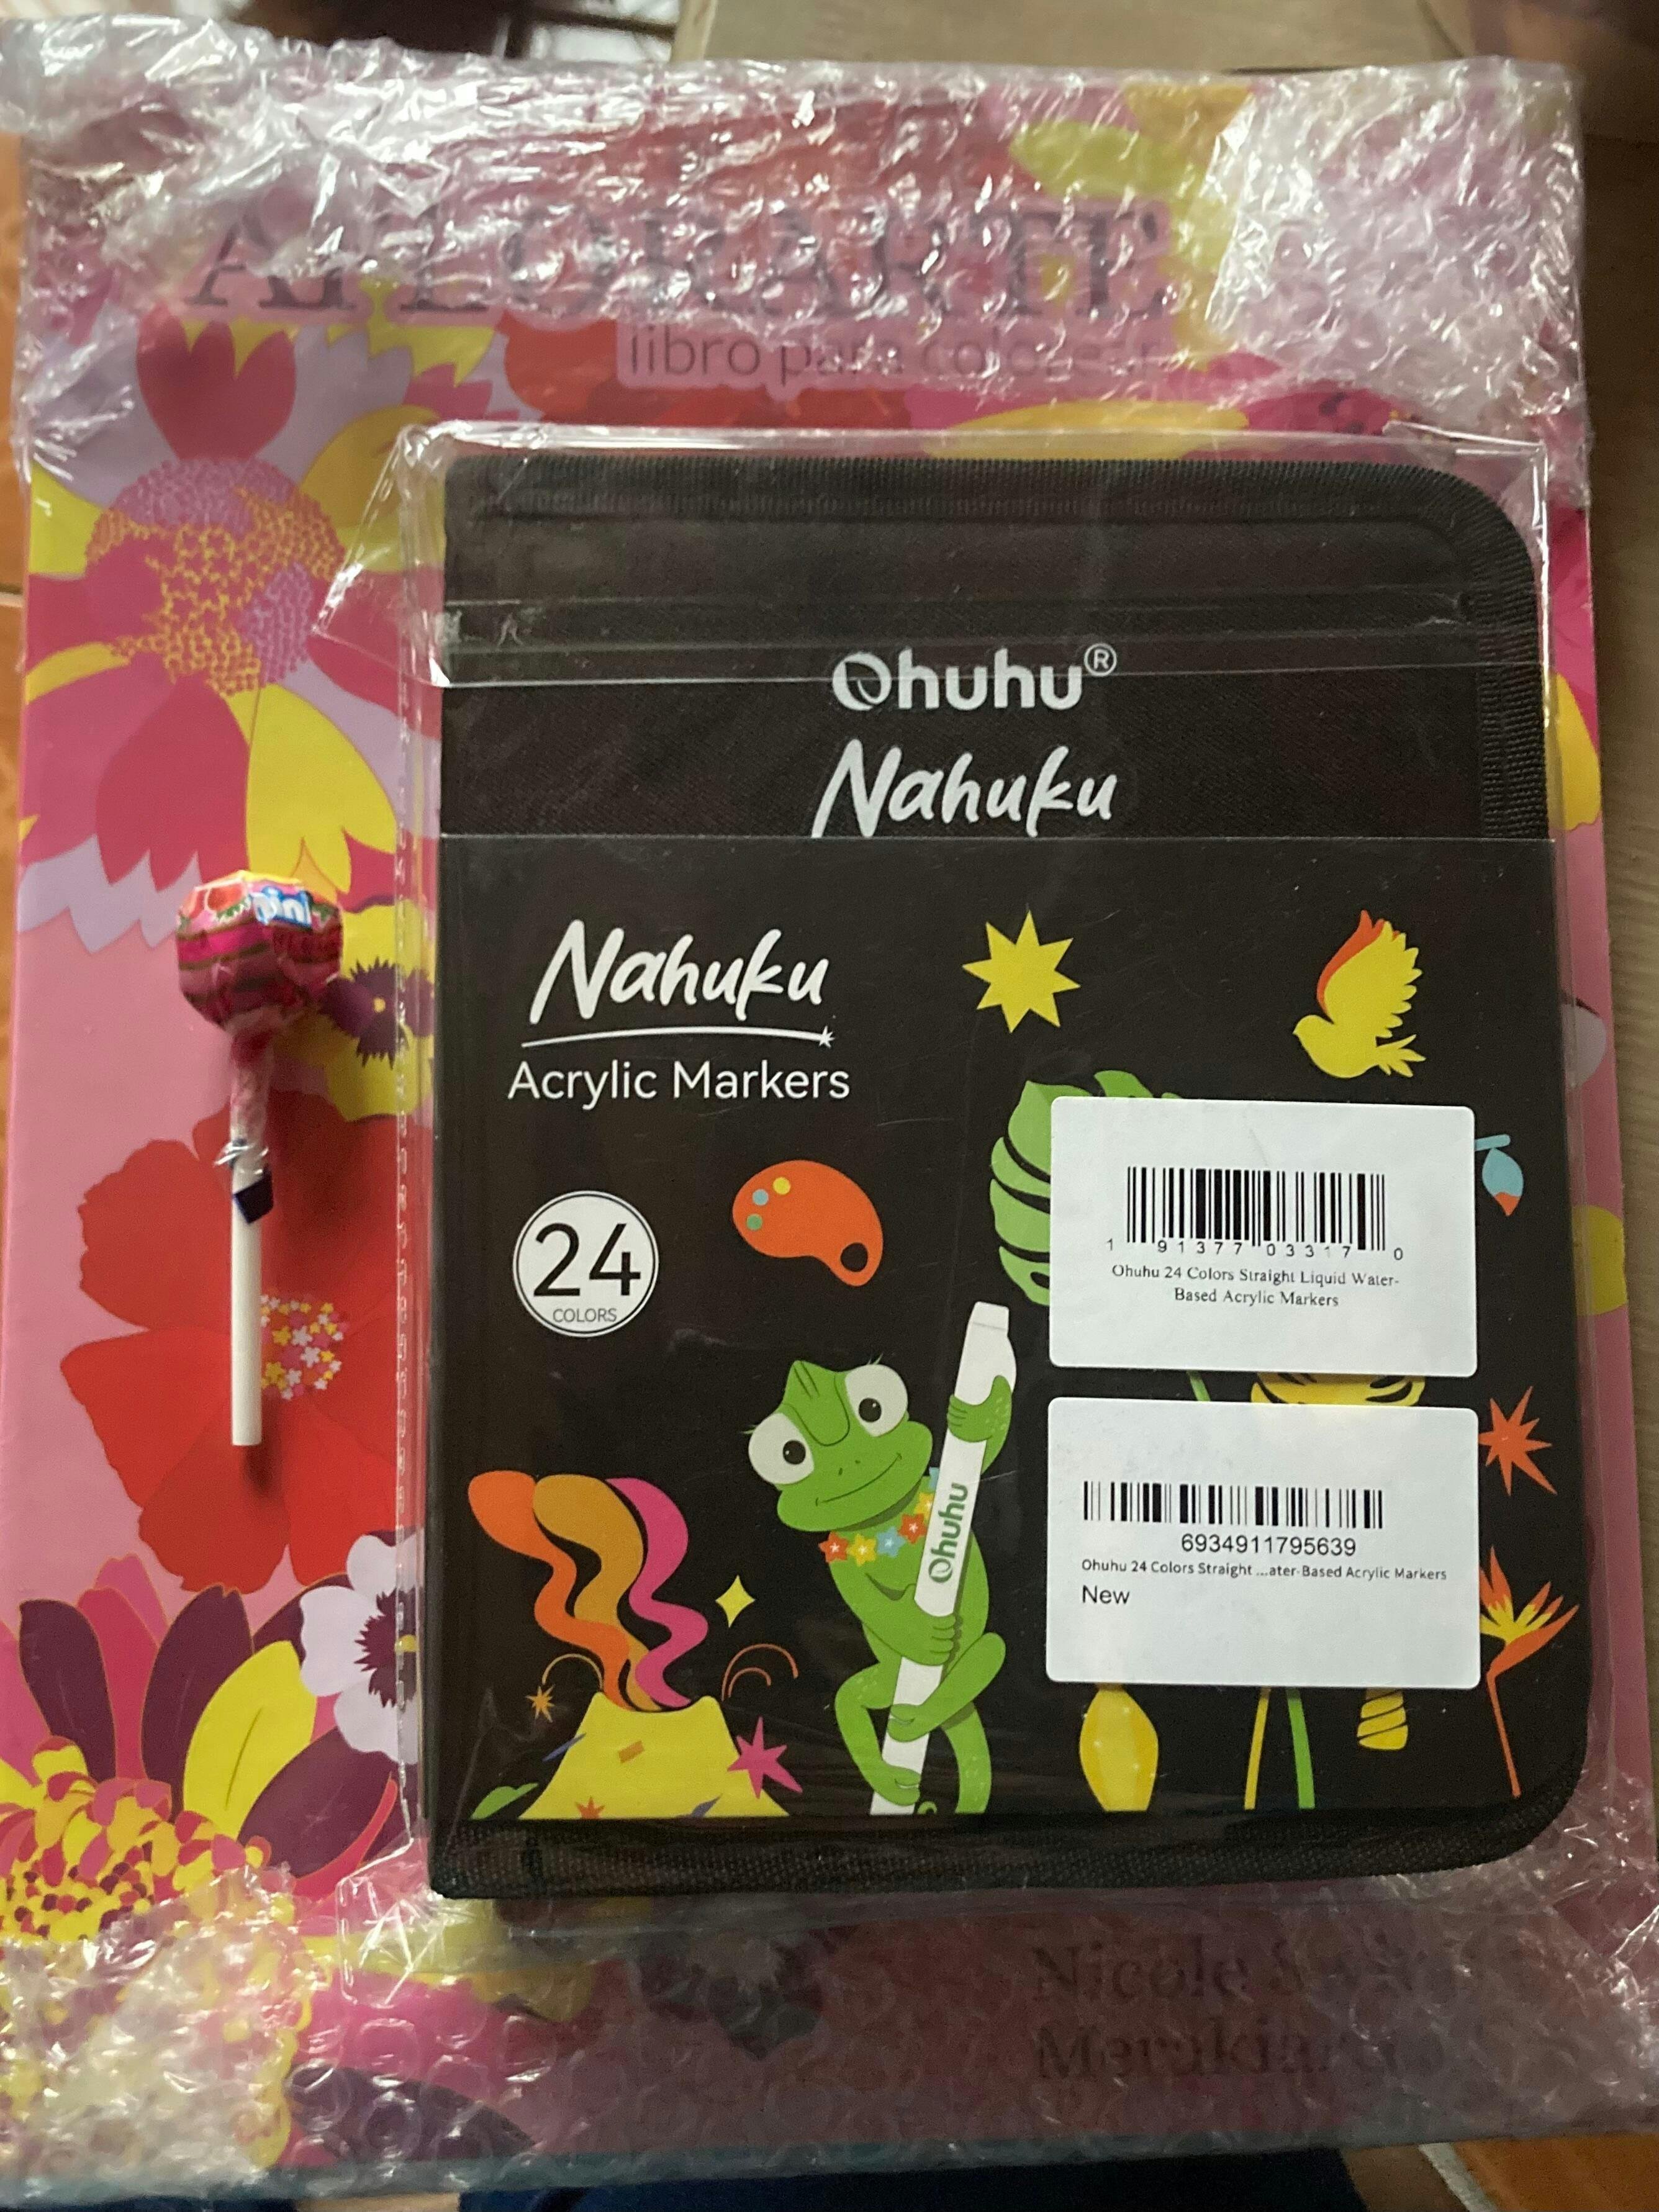 AFLORARTE
libro para colorear
Ohuhu®
Nahuku
Nahuku
Acrylic Markers
24
COLORS
1 91377 03317 0
Ohuhu 24 Colors Straight Liquid Water-
Based Acrylic Markers
Ohuhu
6934911795639
Ohuhu 24 Colors Straight ...ater-Based Acrylic Markers
New
Nicole